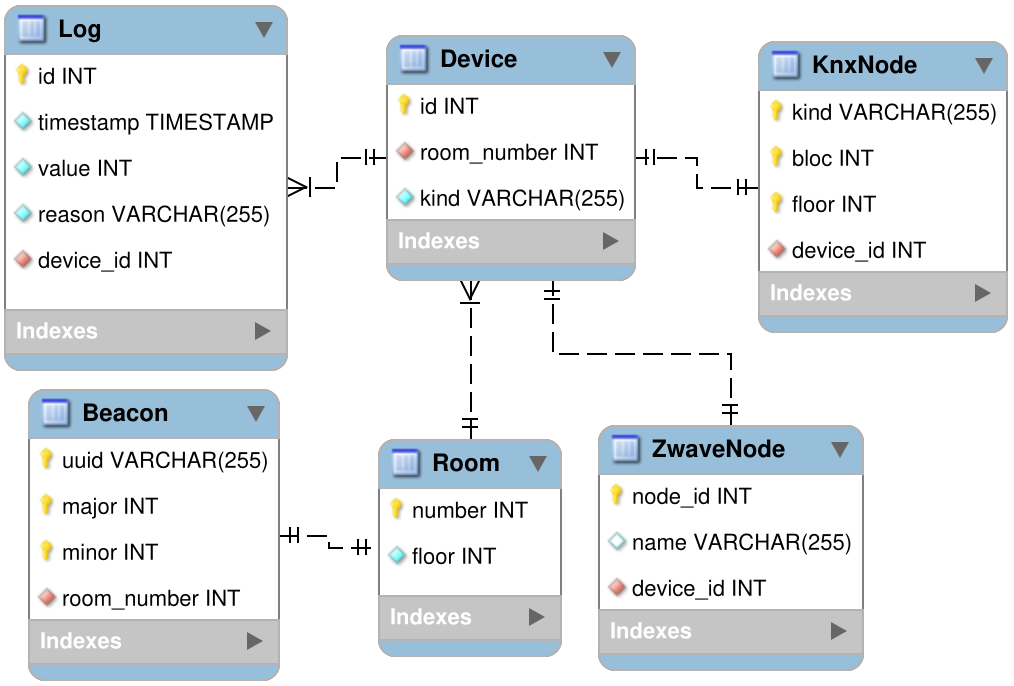 Log
id INT
timestamp TIMESTAMP
value INT
reason VARCHAR(255)
device_id INT
Indexes
Device
id INT
room_number INT
kind VARCHAR(255)
Indexes
KnxNode
kind VARCHAR(255)
bloc INT
floor INT
device_id INT
Indexes
Beacon
uuid VARCHAR(255)
major INT
minor INT
room_number INT
Indexes
Room
number INT
floor INT
Indexes
ZwaveNode
node_id INT
name VARCHAR(255)
device_id INT
Indexes